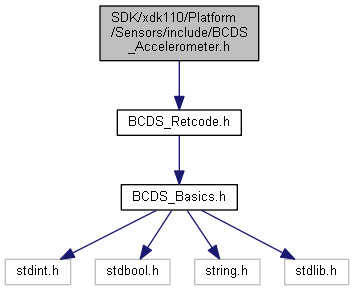 SDK/xdk110/Platform
/Sensors/include/BCDS
_Accelerometer.h
BCDS_Retcode.h
BCDS_Basics.h
stdint.h
stdbool.h
string.h
stdlib.h